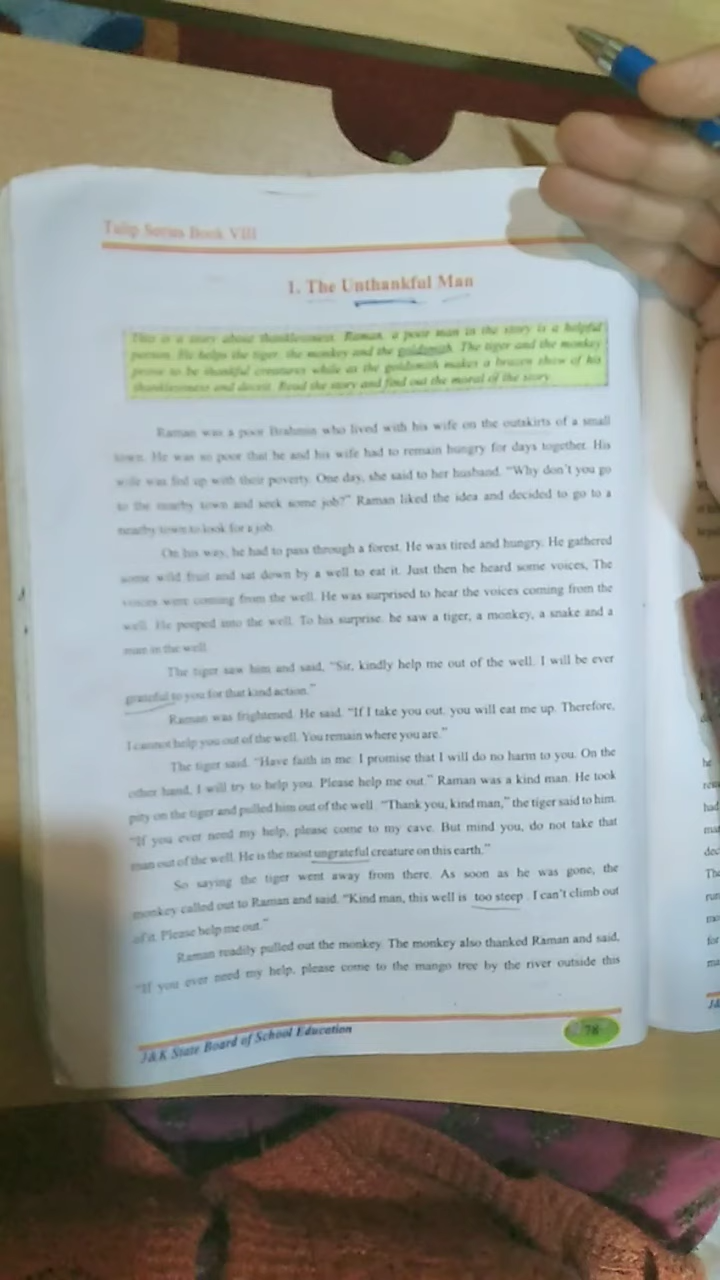 Tulip Series Book VIII
1. The Unthankful Man
This is a story about thanklessness. Raman, a poor man in the story is a helpful
person. He helps the tiger, the monkey and the goldsmith. The tiger and the monkey
prove to be thankful creatures while as the goldsmith makes a brazen show of his
thanklessness and deceit. Read the story and find out the moral of the story.
Raman was a poor Brahmin who lived with his wife on the outskirts of a small
town. He was so poor that he and his wife had to remain hungry for days together. His
wife was fed up with their poverty. One day, she said to her husband. "Why don't you go
to the nearby town and seek some job?" Raman liked the idea and decided to go to a
nearby town to look for a job.
On his way, he had to pass through a forest. He was tired and hungry. He gathered
some wild fruit and sat down by a well to eat it. Just then he heard some voices, The
voices were coming from the well. He was surprised to hear the voices coming from the
well. He peeped into the well. To his surprise, he saw a tiger, a monkey, a snake and a
man in the well.
The tiger saw him and said, "Sir, kindly help me out of the well. I will be ever
grateful to you for that kind action."
Raman was frightened. He said. "If I take you out, you will eat me up. Therefore,
I cannot help you out of the well. You remain where you are."
The tiger said. "Have faith in me. I promise that I will do no harm to you. On the
other hand, I will try to help you. Please help me out." Raman was a kind man. He took
pity on the tiger and pulled him out of the well. "Thank you, kind man," the tiger said to him.
"If you ever need my help, please come to my cave. But mind you, do not take that
man out of the well. He is the most ungrateful creature on this earth."
So saying the tiger went away from there. As soon as he was gone, the
monkey called out to Raman and said. "Kind man, this well is too steep. I can't climb out
of it. Please help me out."
Raman readily pulled out the monkey. The monkey also thanked Raman and said,
"If you ever need my help, please come to the mango tree by the river outside this
J&K State Board of School Education
78